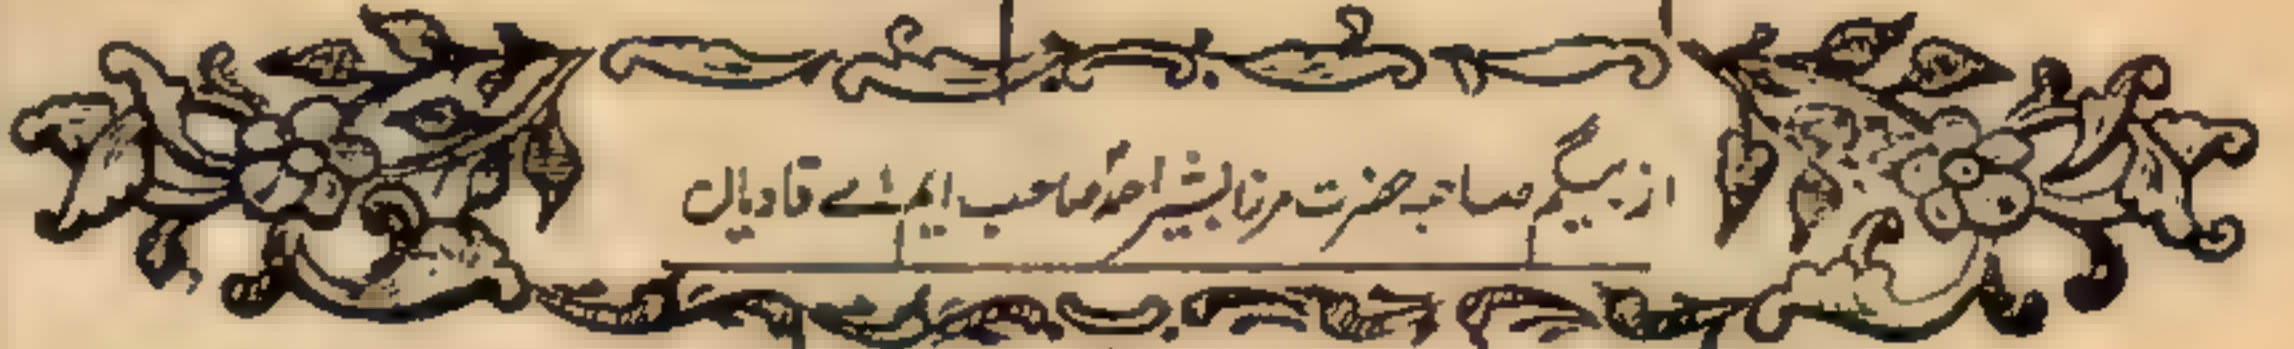 از بیگم صاحبہ حضرت مرزا بشیر احمد صاحب ایم اے قادیان